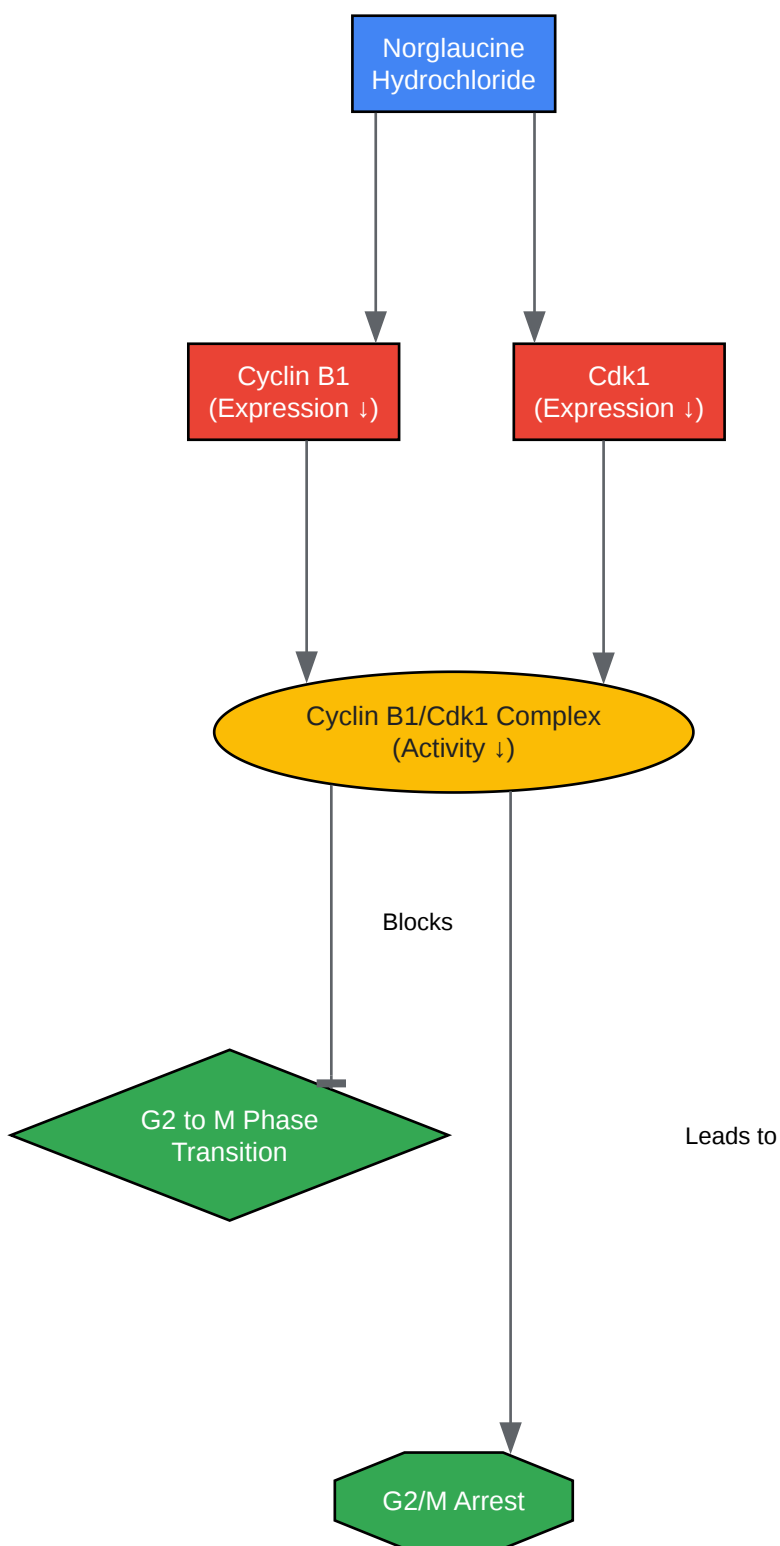 Norglaucine
Hydrochloride
Cyclin B1
(Expression ↓)
Cdk1
(Expression ↓)
Cyclin B1/Cdk1 Complex
(Activity ↓)
Blocks
G2 to M Phase
Transition
Leads to
G2/M Arrest